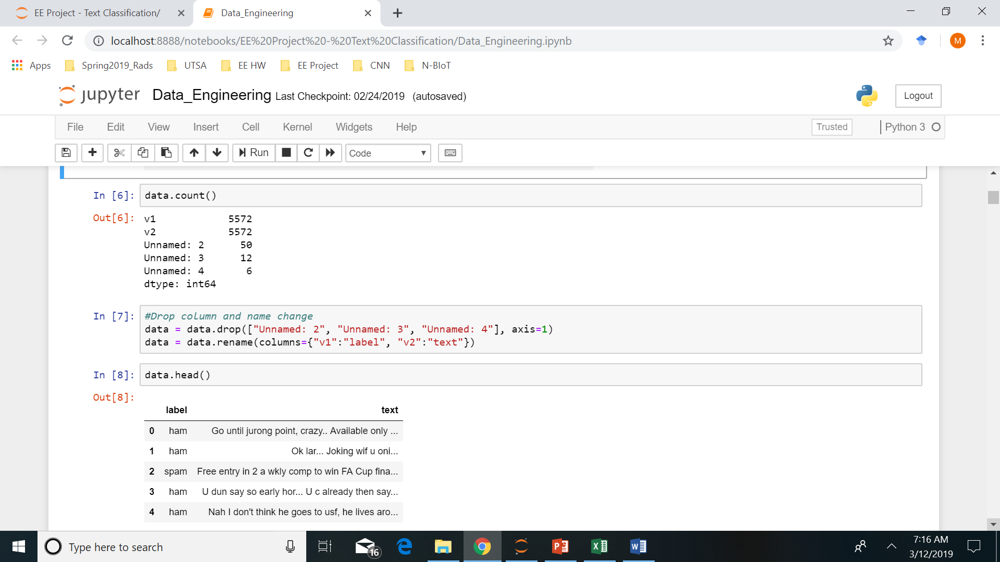 EE Project - Text Classification/
Data_Engineering
localhost:8888/notebooks/EE%20Project%20-%20Text%20Classification/Data_Engineering.ipynb
M
Apps Spring2019_Rads UTSA EE HW EE Project CNN N-BIoT
jupyter Data_Engineering Last Checkpoint: 02/24/2019 (autosaved)
Logout
File Edit View Insert Cell Kernel Widgets Help
Trusted
Python 3
Run
Code
In [6]: data.count()
Out[6]: v1 5572
v2 5572
Unnamed: 2 50
Unnamed: 3 12
Unnamed: 4 6
dtype: int64
In [7]: #Drop column and name change
data = data.drop(["Unnamed: 2", "Unnamed: 3", "Unnamed: 4"], axis=1)
data = data.rename(columns={"v1":"label", "v2":"text"})
In [8]: data.head()
Out[8]:
label text
0 ham Go until jurong point, crazy.. Available only ...
1 ham Ok lar... Joking wif u oni...
2 spam Free entry in 2 a wkly comp to win FA Cup fina...
3 ham U dun say so early hor... U c already then say...
4 ham Nah I don't think he goes to usf, he lives aro...
Type here to search
16
7:16 AM
3/12/2019